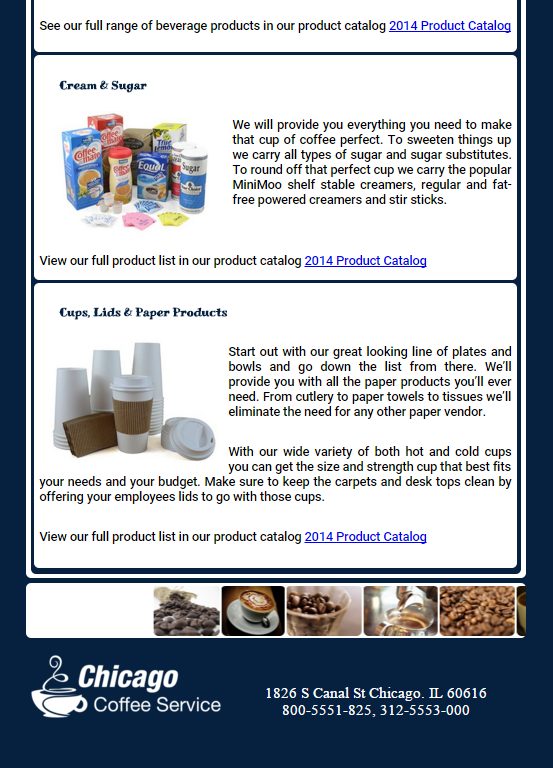 See our full range of beverage products in our product catalog 2014 Product Catalog
Cream & Sugar
We will provide you everything you need to make
that cup of coffee perfect. To sweeten things up
we carry all types of sugar and sugar substitutes.
To round off that perfect cup we carry the popular
MiniMoo shelf stable creamers, regular and fat-
free powered creamers and stir sticks.
Coffee mate
Coffee mate
True Lemon
Equal
Sugar
View our full product list in our product catalog 2014 Product Catalog
Cups, Lids & Paper Products
Start out with our great looking line of plates and
bowls and go down the list from there. We'll
provide you with all the paper products you'll ever
need. From cutlery to paper towels to tissues we'll
eliminate the need for any other paper vendor.
With our wide variety of both hot and cold cups
you can get the size and strength cup that best fits
your needs and your budget. Make sure to keep the carpets and desk tops clean by
offering your employees lids to go with those cups.
View our full product list in our product catalog 2014 Product Catalog
Chicago
Coffee Service
1826 S Canal St Chicago. IL 60616
800-5551-825, 312-5553-000